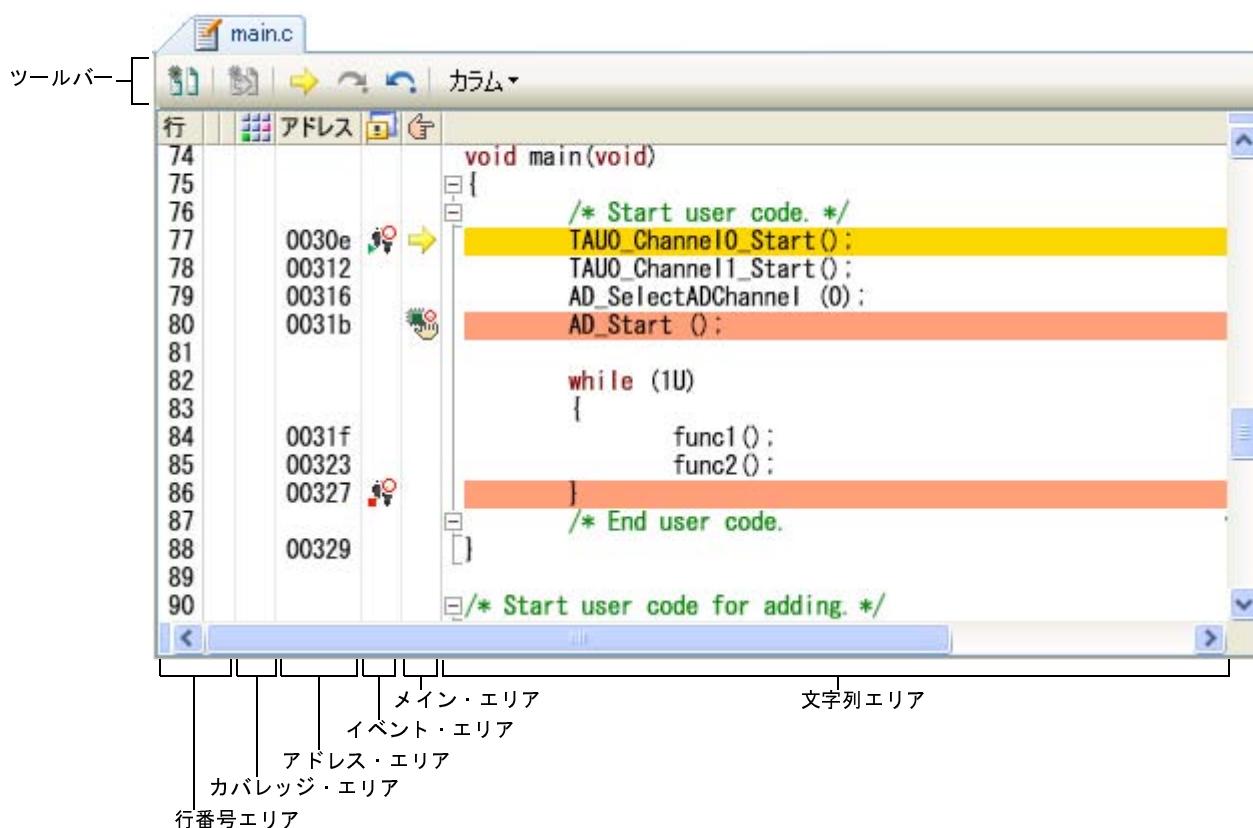 main.c
ツールバー
カラム
行 アドレス
74 void main(void)
75 {
76 /* Start user code. */
77 0030e TAU0_Channel0_Start();
78 00312 TAU0_Channel1_Start();
79 00316 AD_SelectADChannel (0);
80 0031b AD_Start ();
81
82 while (1U)
83 {
84 0031f func1();
85 00323 func2();
86 00327 }
87 /* End user code.
88 00329 }
89
90 /* Start user code for adding. */
メイン・エリア
文字列エリア
イベント・エリア
アドレス・エリア
カバレッジ・エリア
行番号エリア